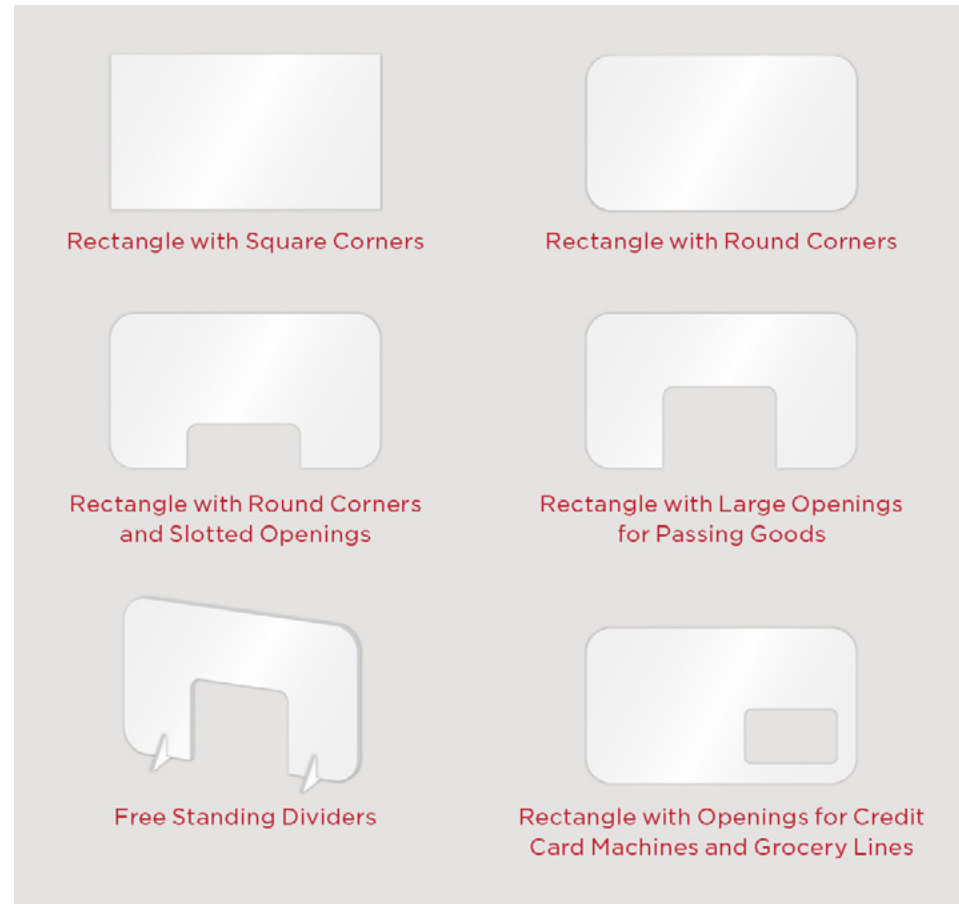 Rectangle with Square Corners
Rectangle with Round Corners
Rectangle with Round Corners
and Slotted Openings
Rectangle with Large Openings
for Passing Goods
Free Standing Dividers
Rectangle with Openings for Credit
Card Machines and Grocery Lines